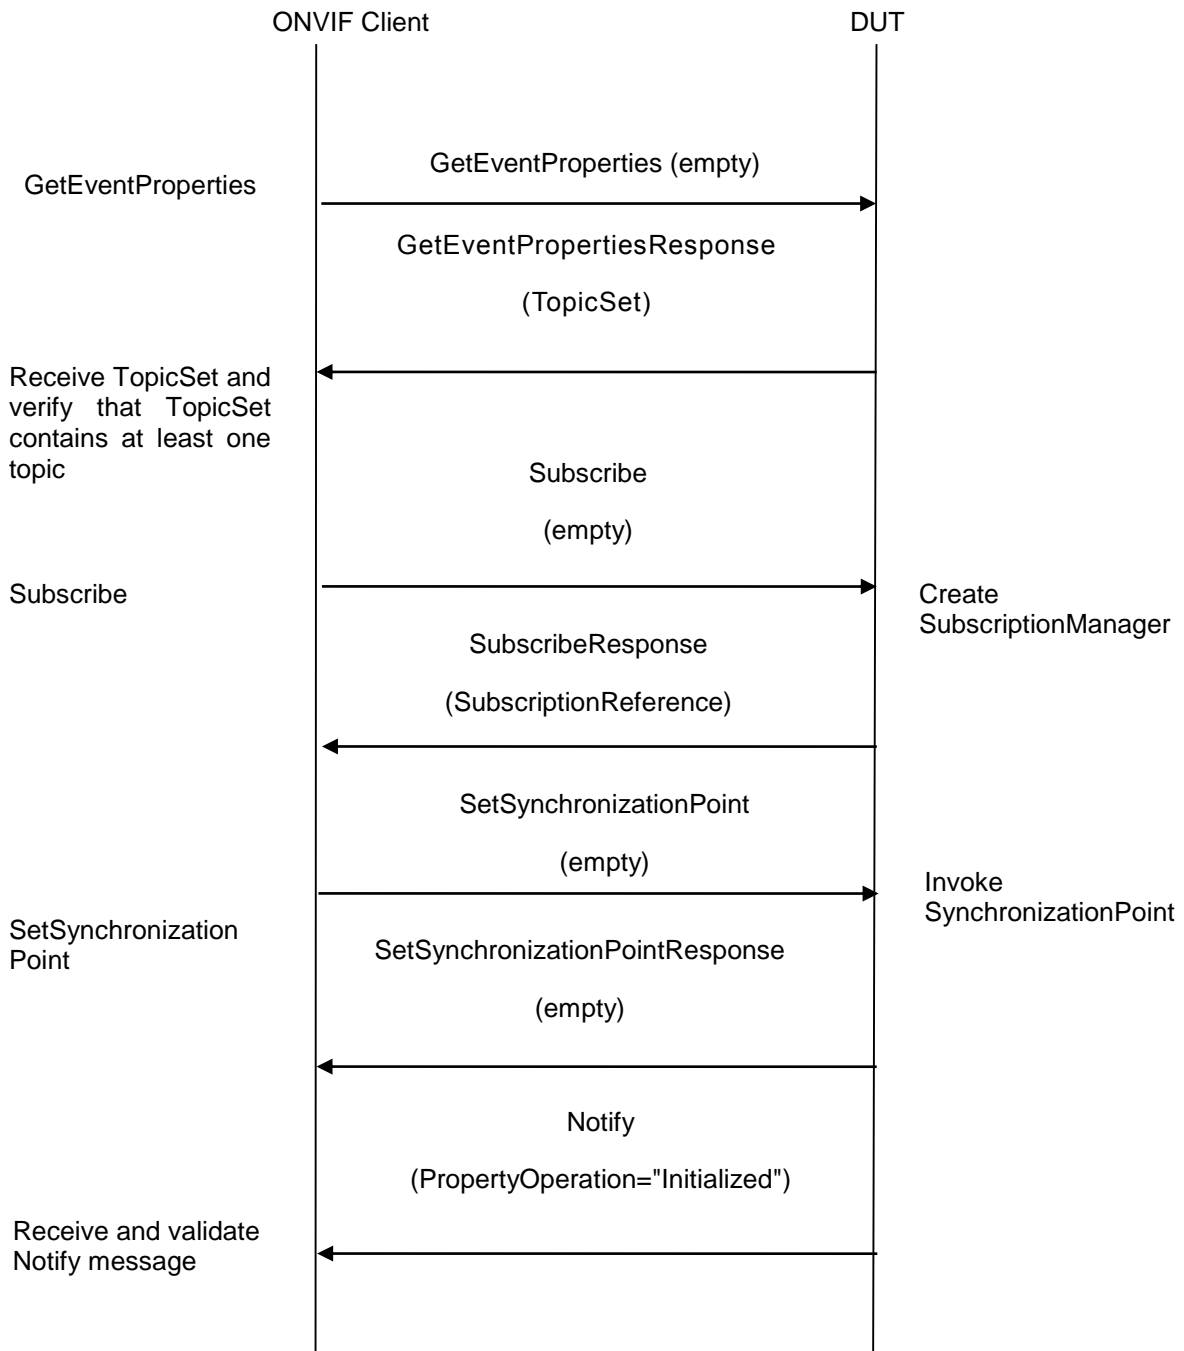 ONVIF Client
DUT
GetEventProperties (empty)
GetEventProperties
GetEventPropertiesResponse
(TopicSet)
Receive TopicSet and
verify that TopicSet
contains at least one
topic
Subscribe
(empty)
Subscribe
Create
SubscriptionManager
SubscribeResponse
(SubscriptionReference)
SetSynchronizationPoint
(empty)
Invoke
SynchronizationPoint
SetSynchronization
Point
SetSynchronizationPointResponse
(empty)
Notify
(PropertyOperation="Initialized")
Receive and validate
Notify message